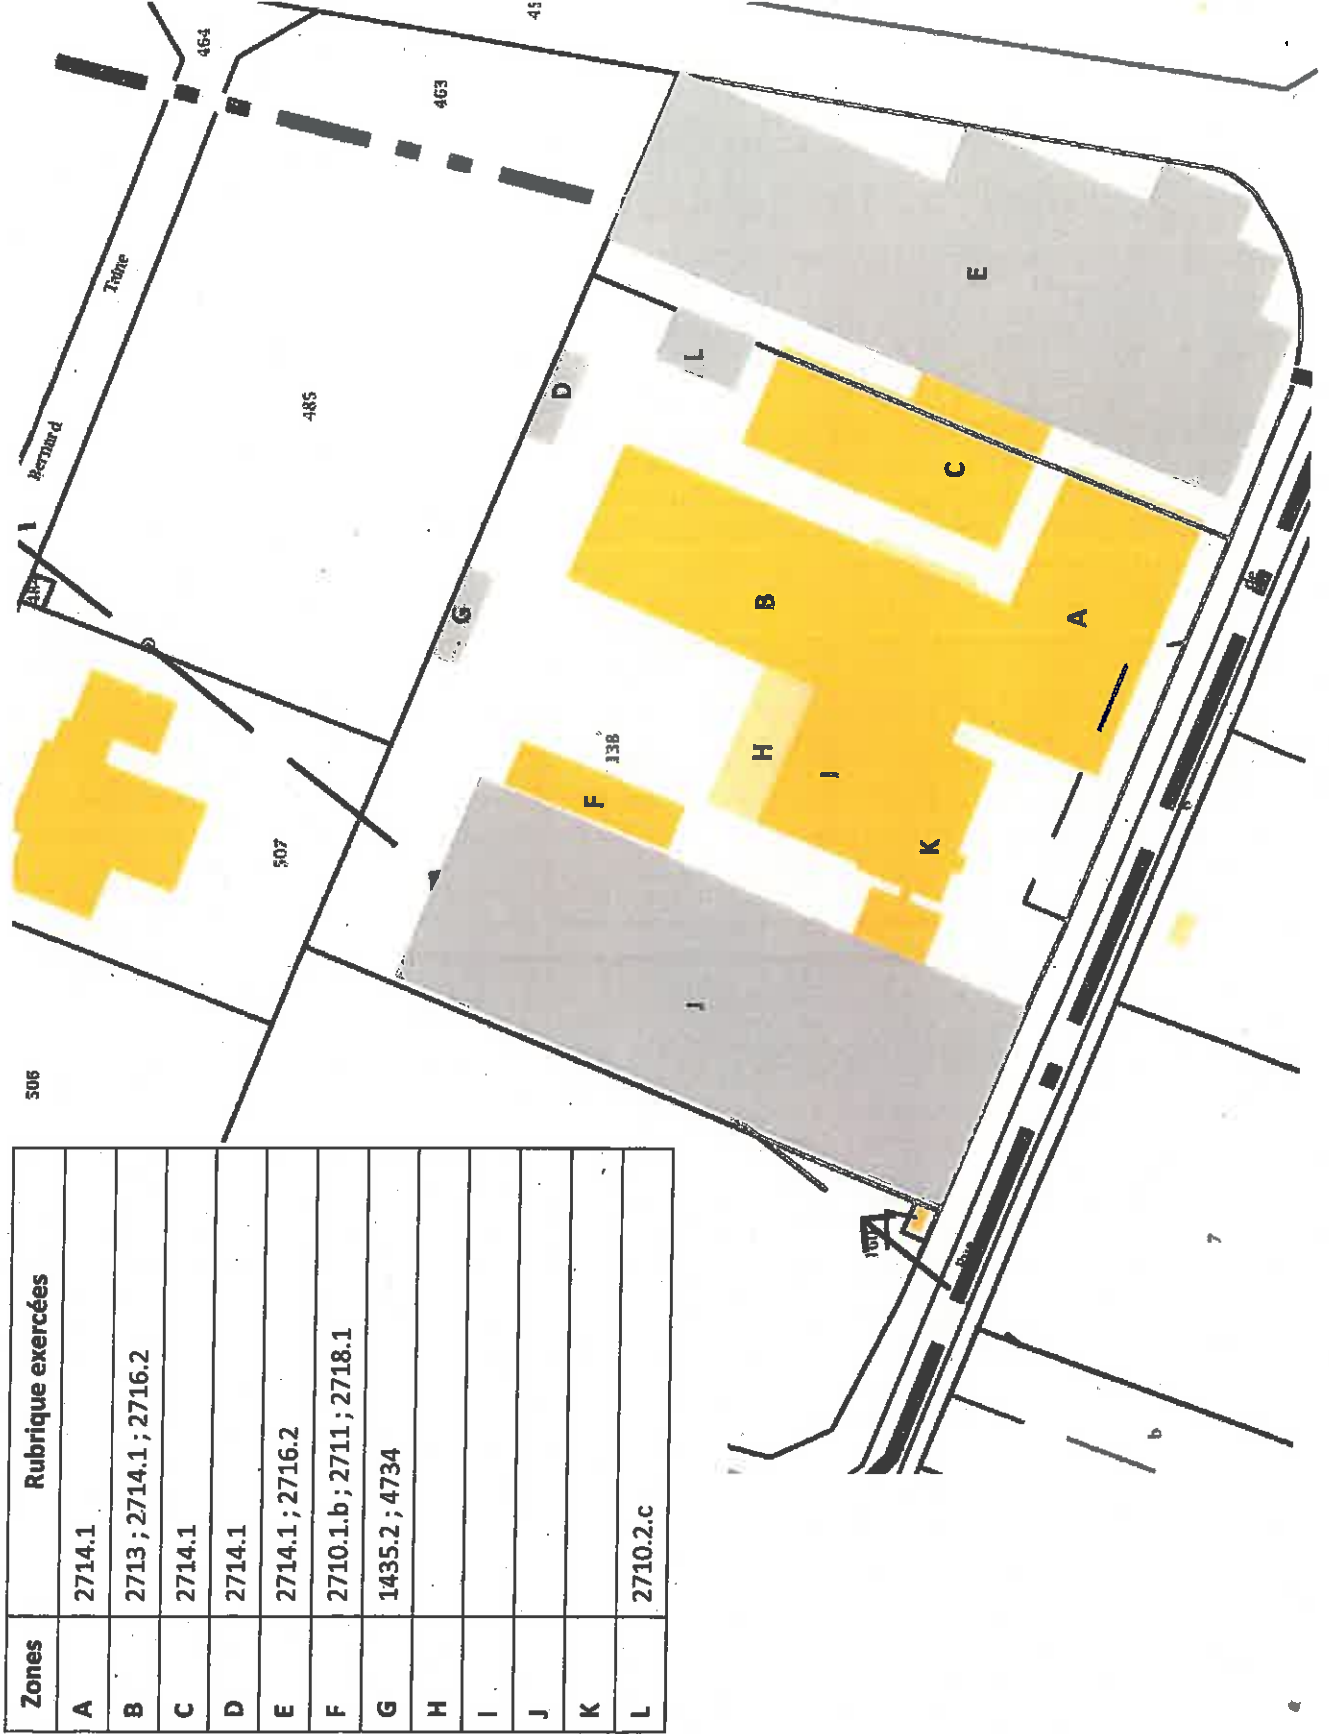 Zones Rubrique exercées
A 2714.1
B 2713 ; 2714.1 ; 2716.2
C 2714.1
D 2714.1
E 2714.1 ; 2716.2
F 2710.1.b ; 2711 ; 2718.1
G 1435.2 ; 4734
H
I
J
K
L 2710.2.c
506
507
485
463
464
Bernard
138
A
B
C
D
E
F
G
H
I
J
K
L
7
b